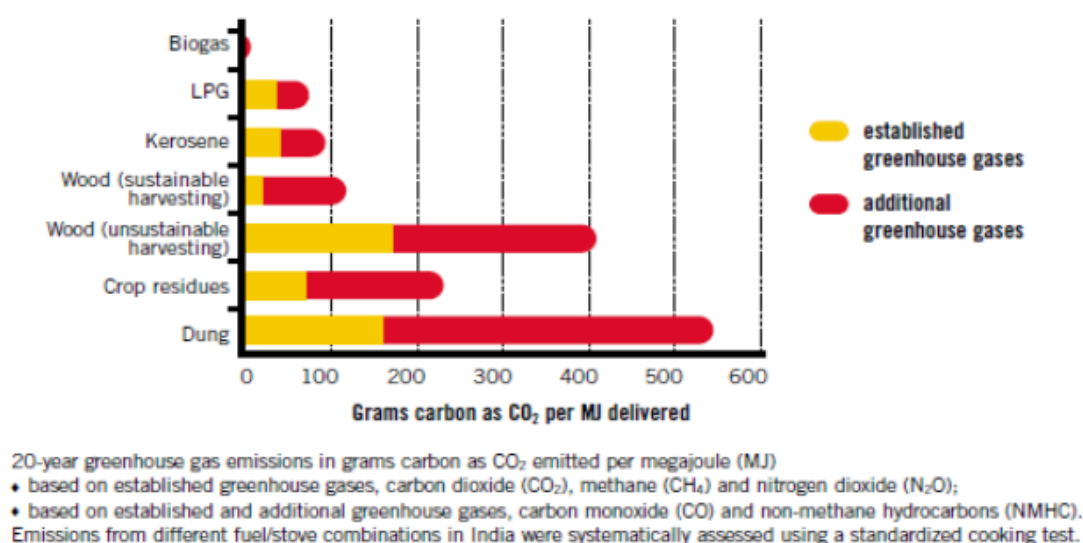 Biogas
LPG
Kerosene
Wood (sustainable
harvesting)
Wood (unsustainable
harvesting)
Crop residues
Dung
0 100 200 300 400 500 600
Grams carbon as CO₂ per MJ delivered
established
greenhouse gases
additional
greenhouse gases
20-year greenhouse gas emissions in grams carbon as CO₂ emitted per megajoule (MJ)
♦ based on established greenhouse gases, carbon dioxide (CO₂), methane (CH₄) and nitrogen dioxide (N₂O);
♦ based on established and additional greenhouse gases, carbon monoxide (CO) and non-methane hydrocarbons (NMHC).
Emissions from different fuel/stove combinations in India were systematically assessed using a standardized cooking test.